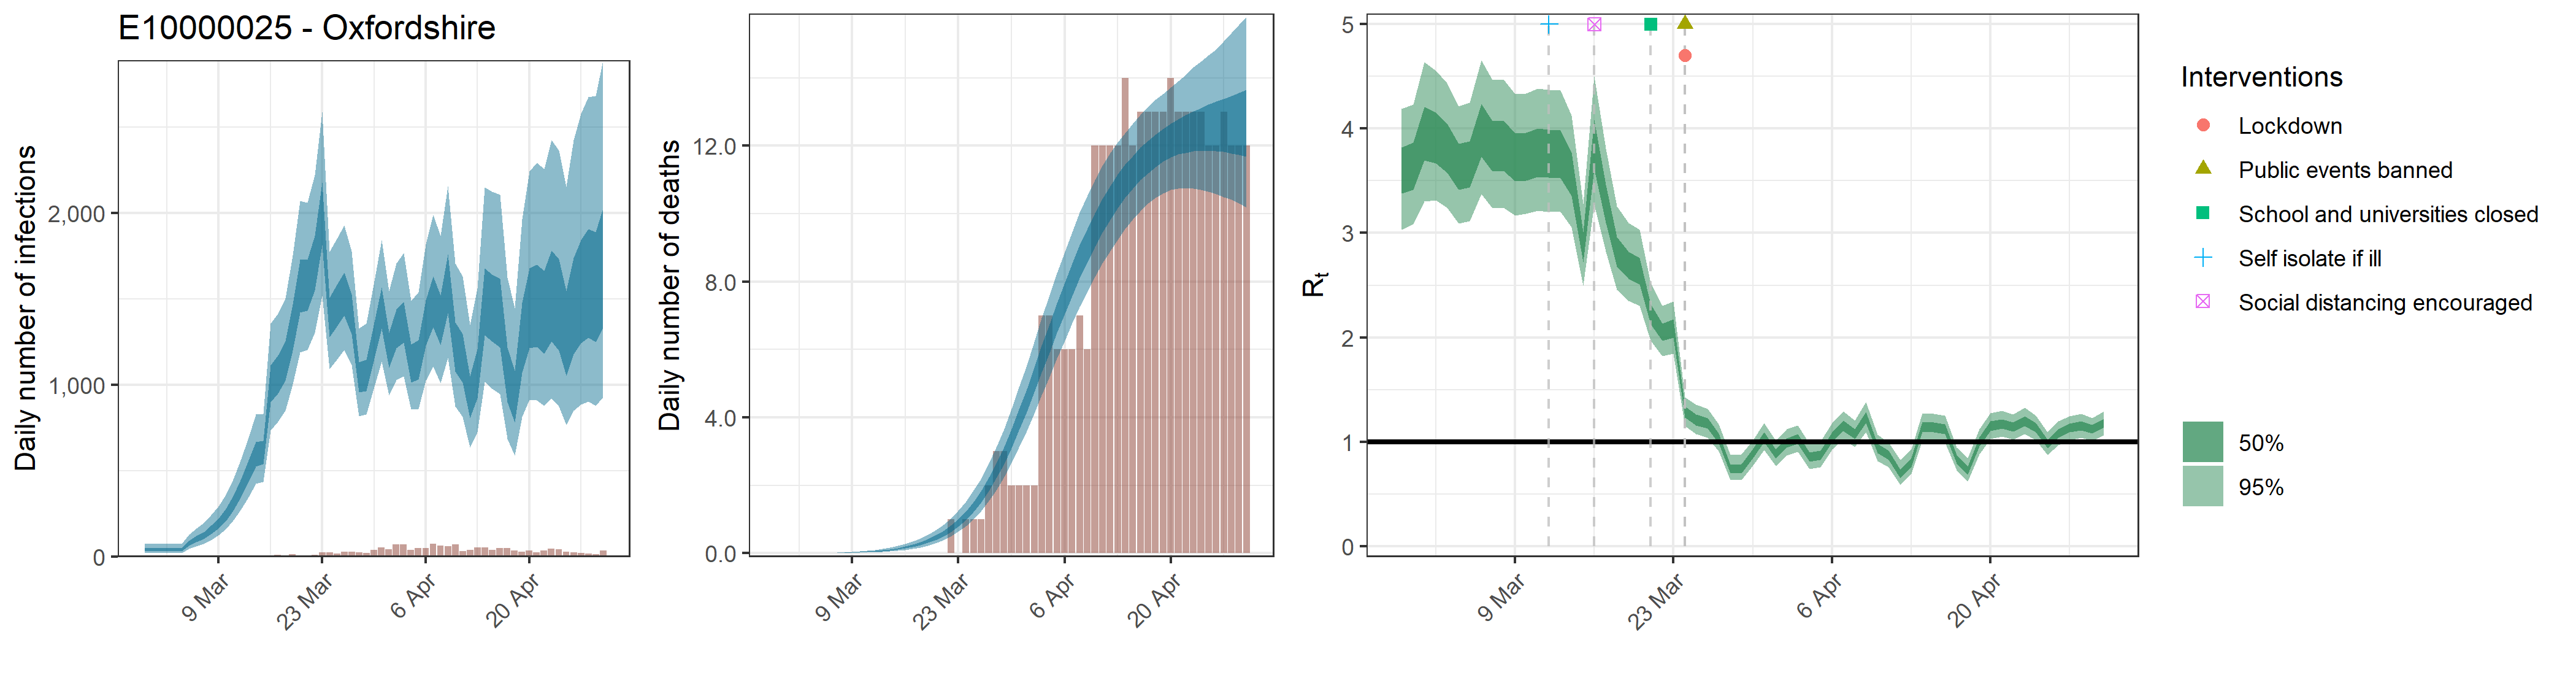 E10000025 - Oxfordshire
Daily number of infections
2,000
1,000
0
9 Mar
23 Mar
6 Apr
20 Apr
Daily number of deaths
12.0
8.0
4.0
0.0
9 Mar
23 Mar
6 Apr
20 Apr
Rt
5
4
3
2
1
0
9 Mar
23 Mar
6 Apr
20 Apr
Interventions
Lockdown
Public events banned
School and universities closed
Self isolate if ill
Social distancing encouraged
50%
95%